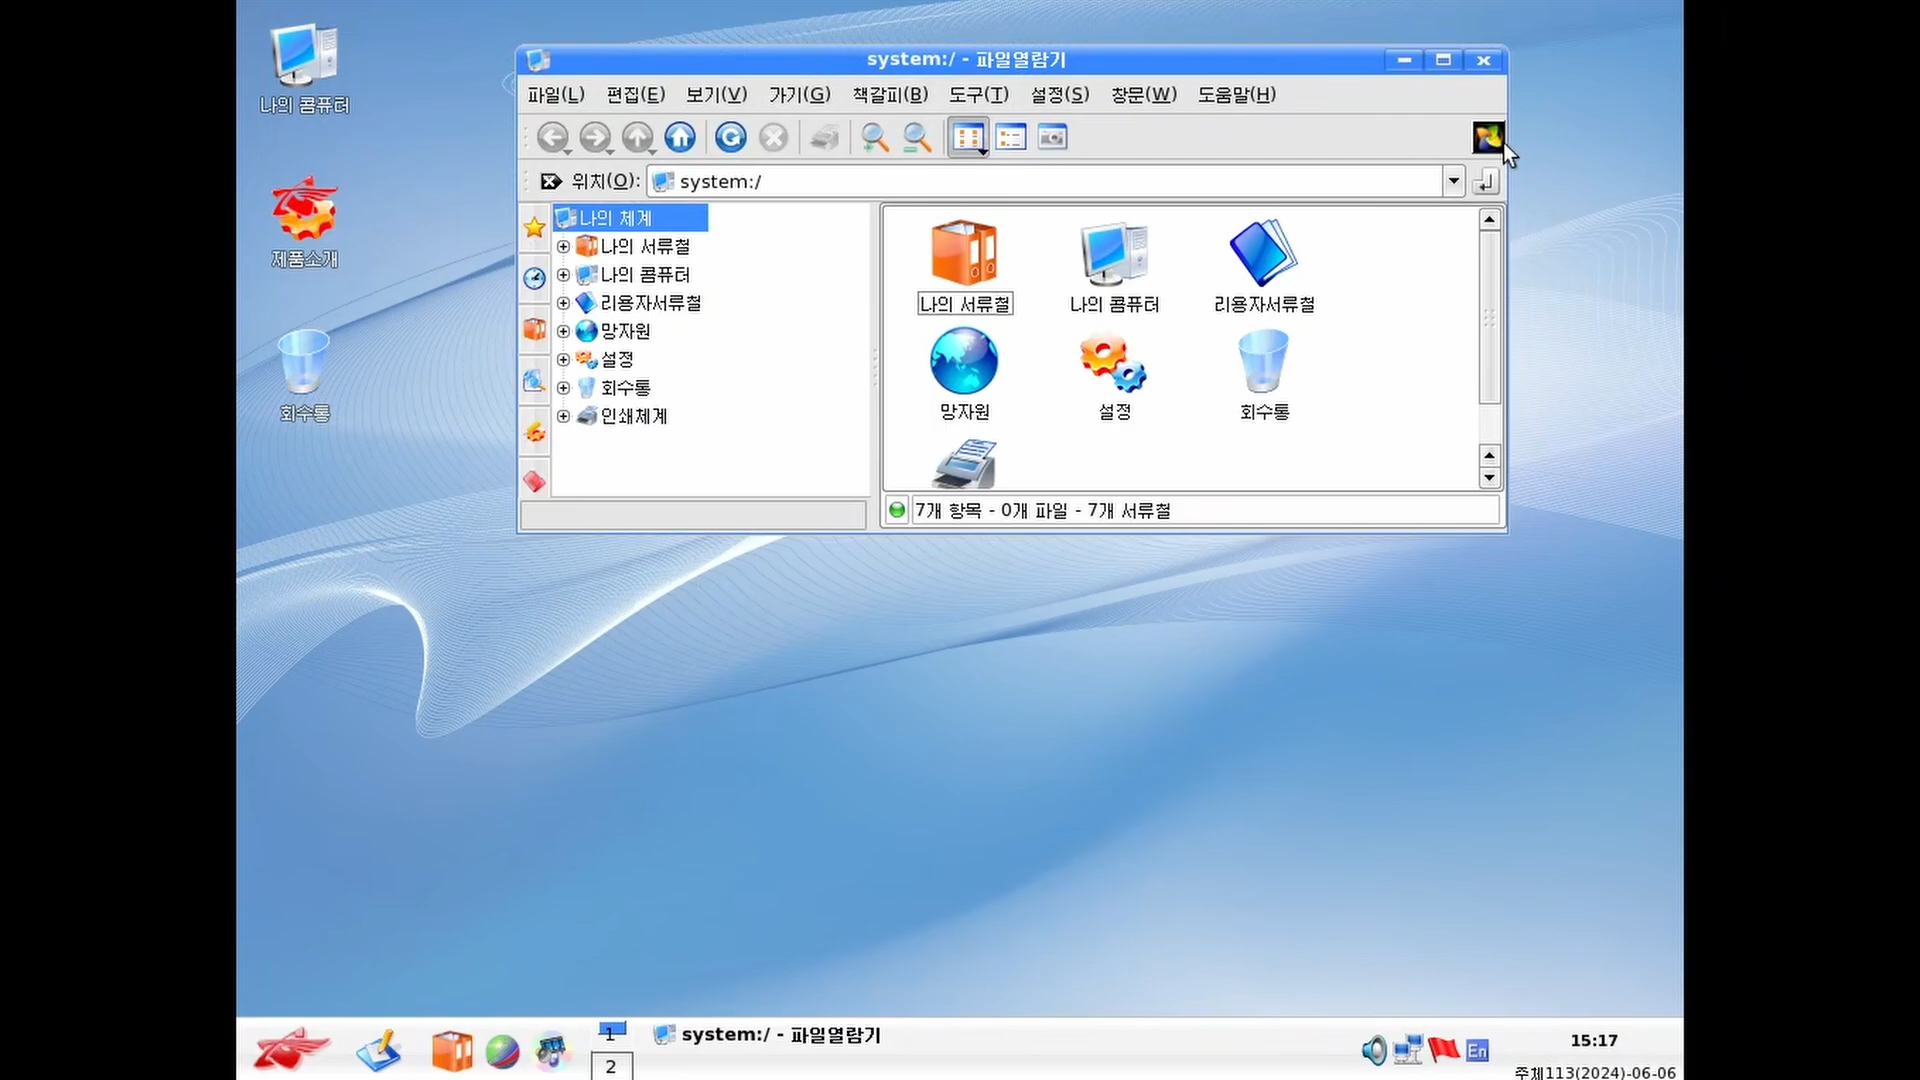 나의 콤퓨터
제품소개
회수통
system:/ - 파일열람기
파일(L) 편집(E) 보기(V) 가기(G) 책갈피(B) 도구(T) 설정(S) 창문(W) 도움말(H)
위치(O): system:/
나의 체계
나의 서류철
나의 콤퓨터
리용자서류철
망자원
설정
회수통
인쇄체계
나의 서류철 나의 콤퓨터 리용자서류철
망자원 설정 회수통
7개 항목 - 0개 파일 - 7개 서류철
1
2
system:/ - 파일열람기
En
15:17
주체113(2024)-06-06